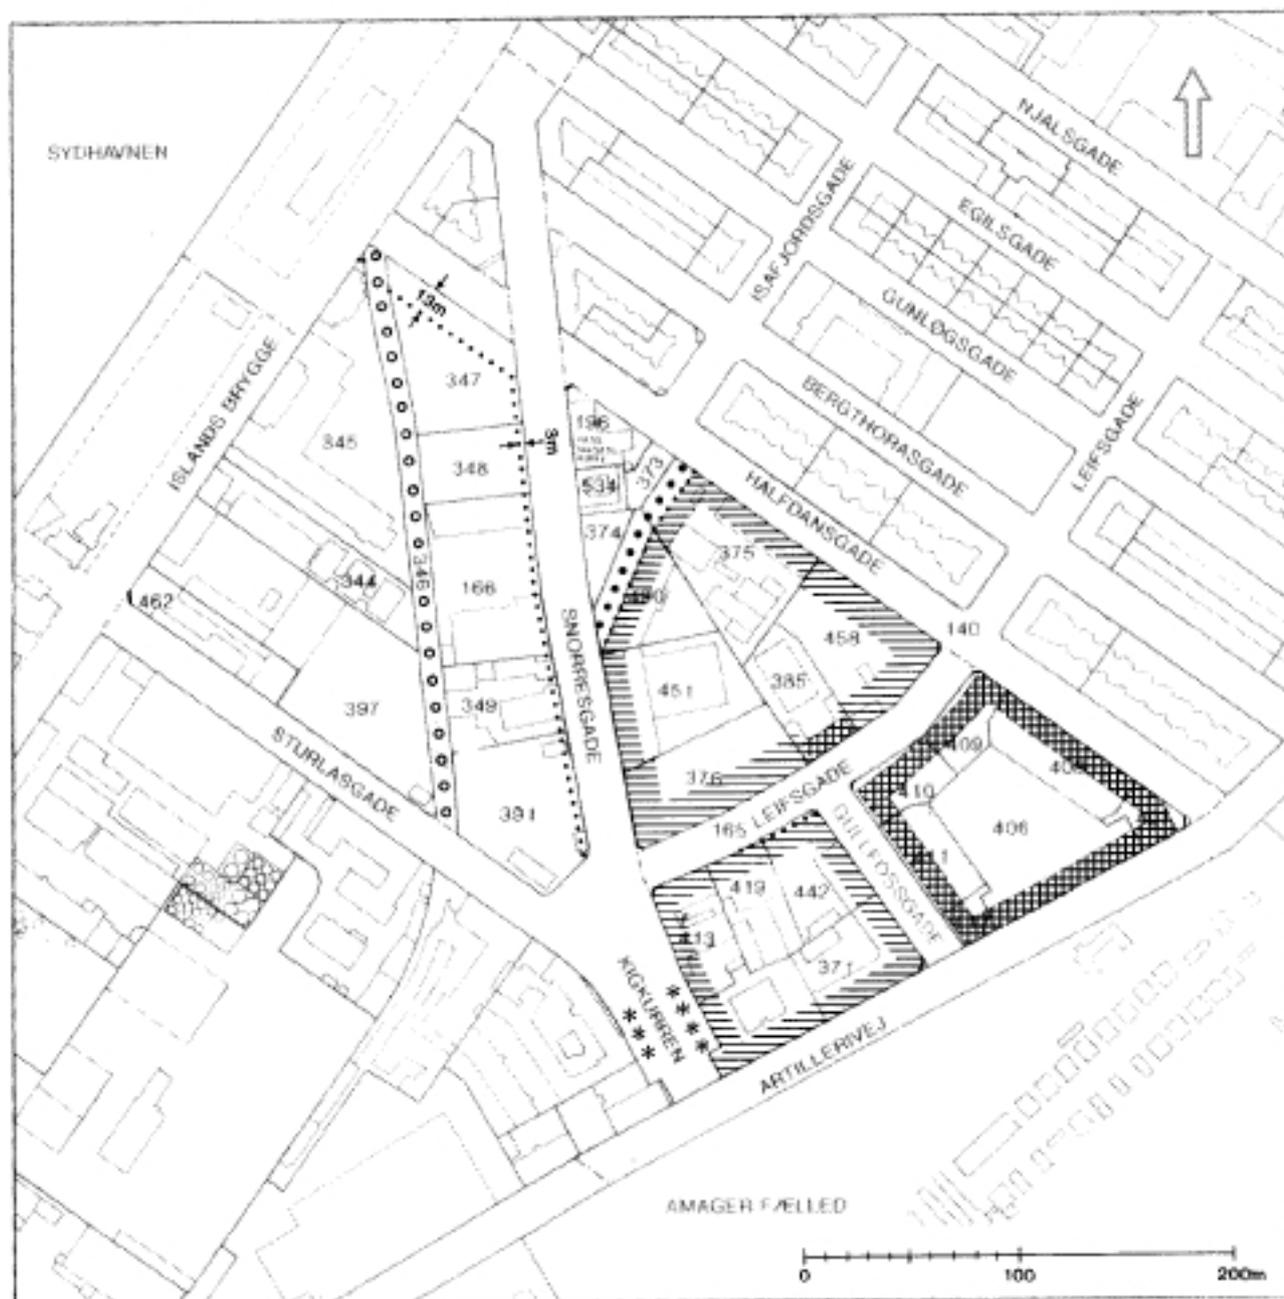 NJALSGADE
SYDHAVNEN
EGILSGADE
ISAFJORDSGADE
GUNLØGSGADE
13m
347
BERGTHORASGADE
LEIFSGADE
ISLANDS BRYGGE
345
196
3m
348
373
HALFDANSGADE
534
374
375
344
346
166
462
SNORRESGADE
458
140
451
385
349
397
STURLASGADE
376
409
410
391
165
LEIFSGADE
406
GULLFOSSGADE
419
442
413
371
KIGKURREN
ARTILLERIVEJ
AMAGER FÆLLED
0
100
200m